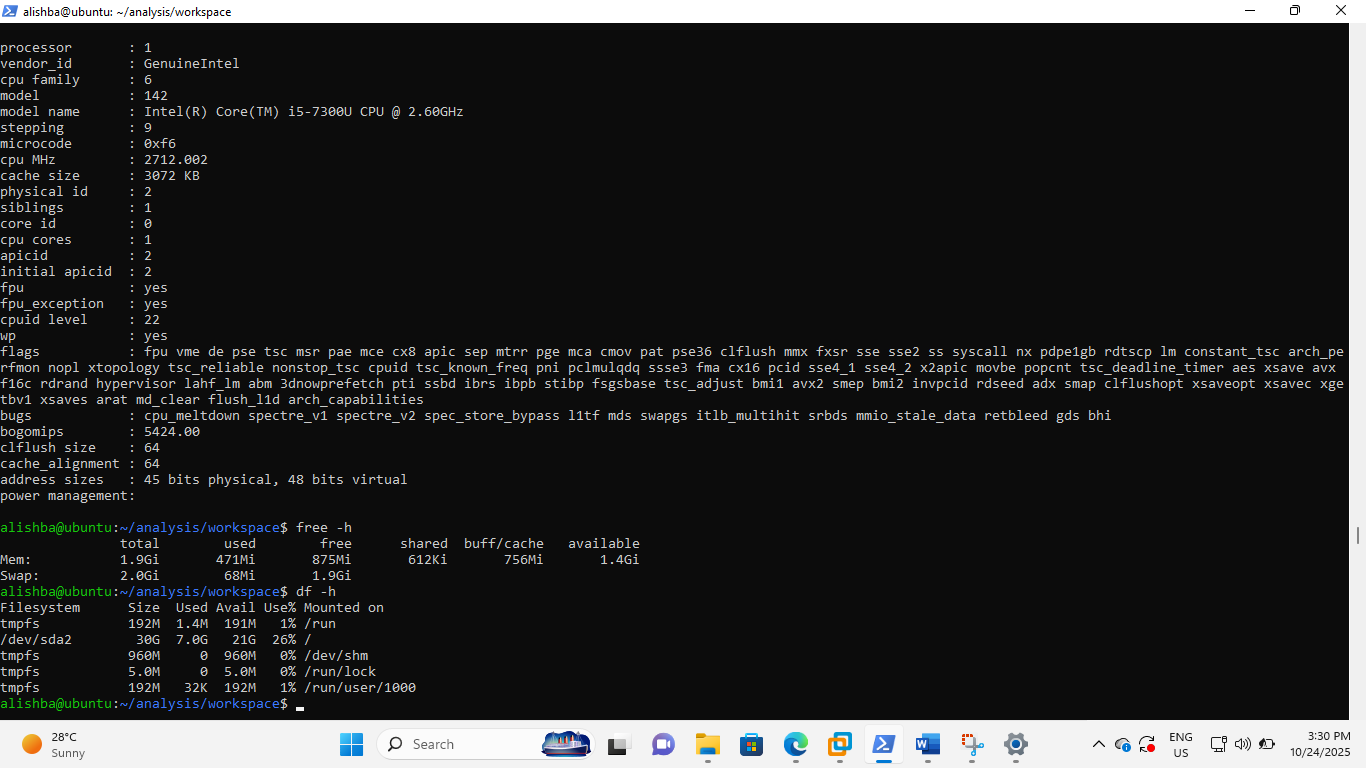 alishba@ubuntu: ~/analysis/workspace
processor       : 1
vendor_id       : GenuineIntel
cpu family      : 6
model           : 142
model name      : Intel(R) Core(TM) i5-7300U CPU @ 2.60GHz
stepping        : 9
microcode       : 0xf6
cpu MHz         : 2712.002
cache size      : 3072 KB
physical id     : 2
siblings        : 1
core id         : 0
cpu cores       : 1
apicid          : 2
initial apicid  : 2
fpu             : yes
fpu_exception   : yes
cpuid level     : 22
wp              : yes
flags           : fpu vme de pse tsc msr pae mce cx8 apic sep mtrr pge mca cmov pat pse36 clflush mmx fxsr sse sse2 ss syscall nx pdpe1gb rdtscp lm constant_tsc arch_pe
rfmon nopl xtopology tsc_reliable nonstop_tsc cpuid tsc_known_freq pni pclmulqdq ssse3 fma cx16 pcid sse4_1 sse4_2 x2apic movbe popcnt tsc_deadline_timer aes xsave avx
f16c rdrand hypervisor lahf_lm abm 3dnowprefetch pti ssbd ibrs ibpb stibp fsgsbase tsc_adjust bmi1 avx2 smep bmi2 invpcid rdseed adx smap clflushopt xsaveopt xsavec xge
tbv1 xsaves arat md_clear flush_l1d arch_capabilities
bugs            : cpu_meltdown spectre_v1 spectre_v2 spec_store_bypass l1tf mds swapgs itlb_multihit srbds mmio_stale_data retbleed gds bhi
bogomips        : 5424.00
clflush size    : 64
cache_alignment : 64
address sizes   : 45 bits physical, 48 bits virtual
power management:
alishba@ubuntu:~/analysis/workspace$ free -h
               total        used        free      shared  buff/cache   available
Mem:           1.9Gi       471Mi       875Mi       612Ki       756Mi       1.4Gi
Swap:          2.0Gi        68Mi       1.9Gi
alishba@ubuntu:~/analysis/workspace$ df -h
Filesystem      Size  Used Avail Use% Mounted on
tmpfs           192M  1.4M  191M   1% /run
/dev/sda2        30G  7.0G   21G  26% /
tmpfs           960M     0  960M   0% /dev/shm
tmpfs           5.0M     0  5.0M   0% /run/lock
tmpfs           192M   32K  192M   1% /run/user/1000
alishba@ubuntu:~/analysis/workspace$
28°C
Sunny
Search
ENG
US
3:30 PM
10/24/2025